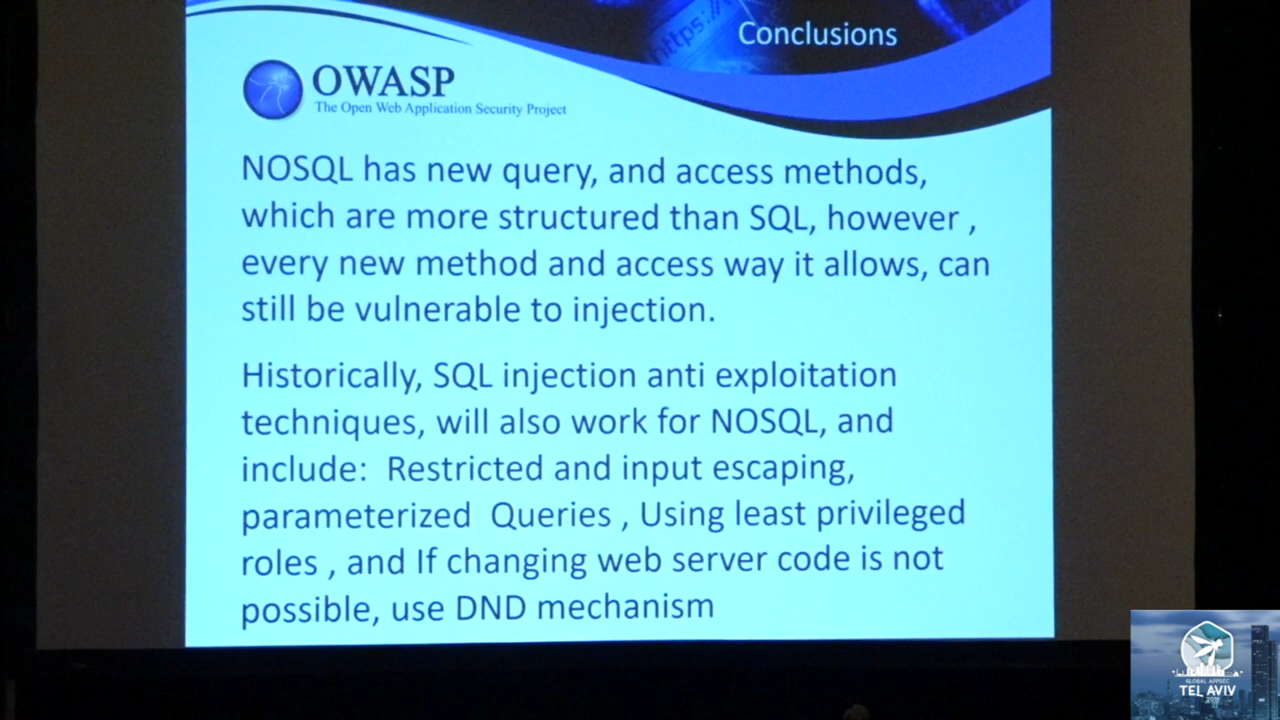 https://
Conclusions
OWASP
The Open Web Application Security Project
NOSQL has new query, and access methods,
which are more structured than SQL, however ,
every new method and access way it allows, can
still be vulnerable to injection.
Historically, SQL injection anti exploitation
techniques, will also work for NOSQL, and
include:  Restricted and input escaping,
parameterized  Queries , Using least privileged
roles , and If changing web server code is not
possible, use DND mechanism
GLOBAL APPSEC
TEL AVIV